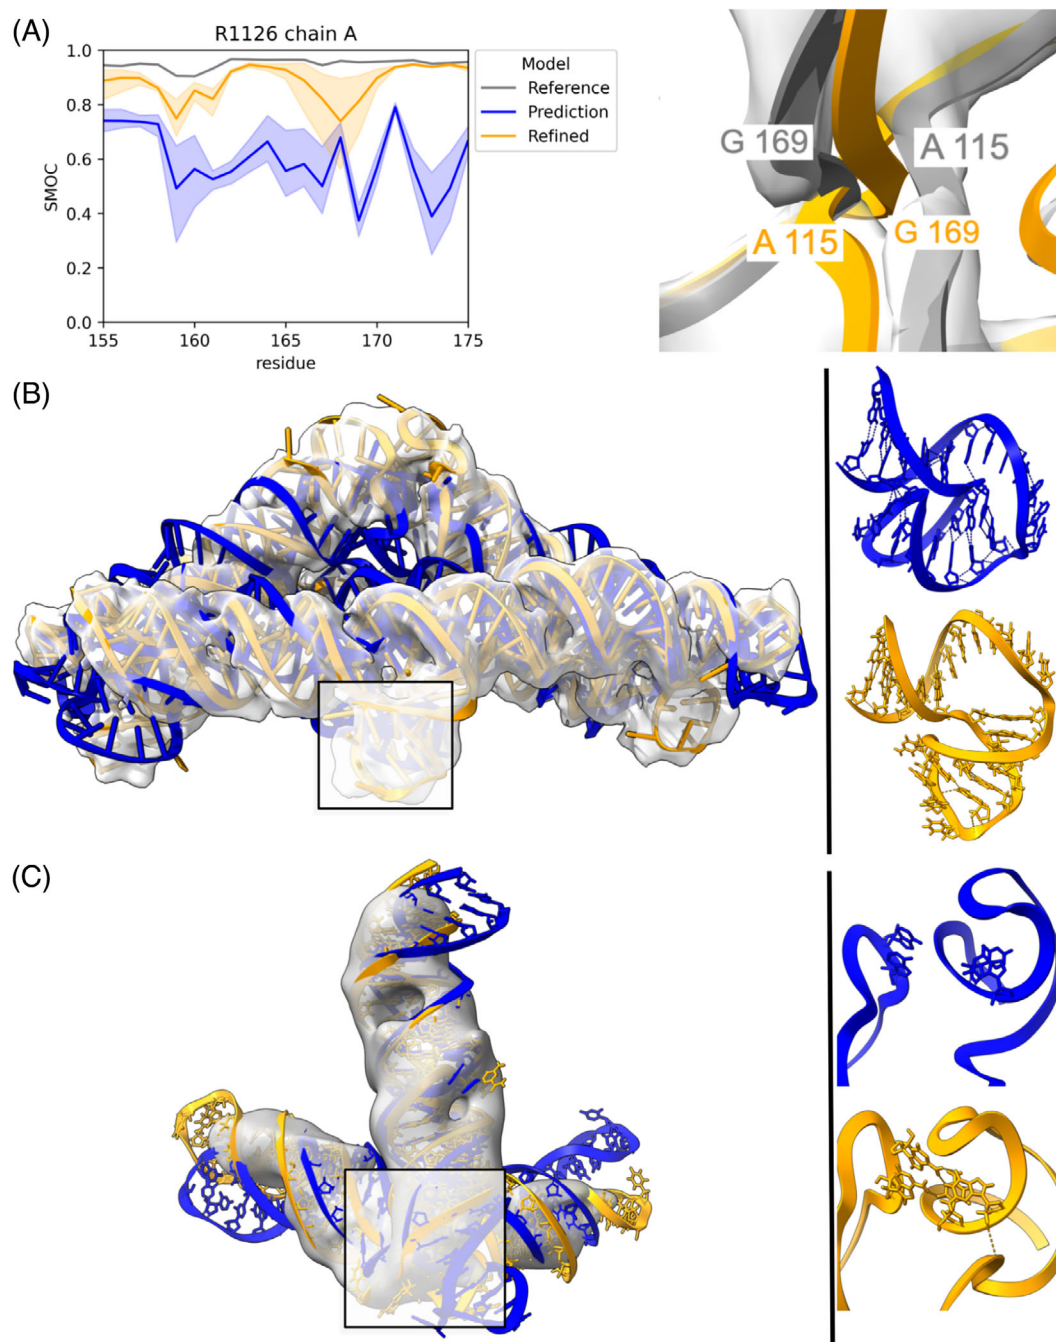 (A)
R1126 chain A
SMOC
1.0
0.8
0.6
0.4
0.2
0.0
155
160
165
170
175
residue
Model
Reference
Prediction
Refined
G 169
A 115
A 115
G 169
(B)
(C)